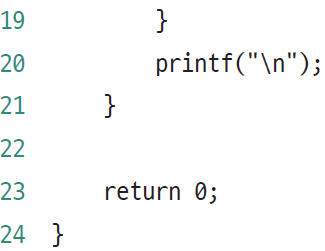 19         }
20         printf("\n");
21     }
22
23     return 0;
24 }